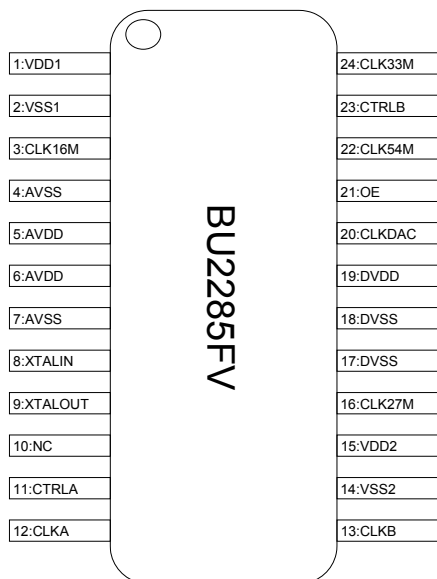 1:VDD1
2:VSS1
3:CLK16M
4:AVSS
5:AVDD
6:AVDD
7:AVSS
8:XTALIN
9:XTALOUT
10:NC
11:CTRLA
12:CLKA
BU2285FV
24:CLK33M
23:CTRLB
22:CLK54M
21:OE
20:CLKDAC
19:DVDD
18:DVSS
17:DVSS
16:CLK27M
15:VDD2
14:VSS2
13:CLKB